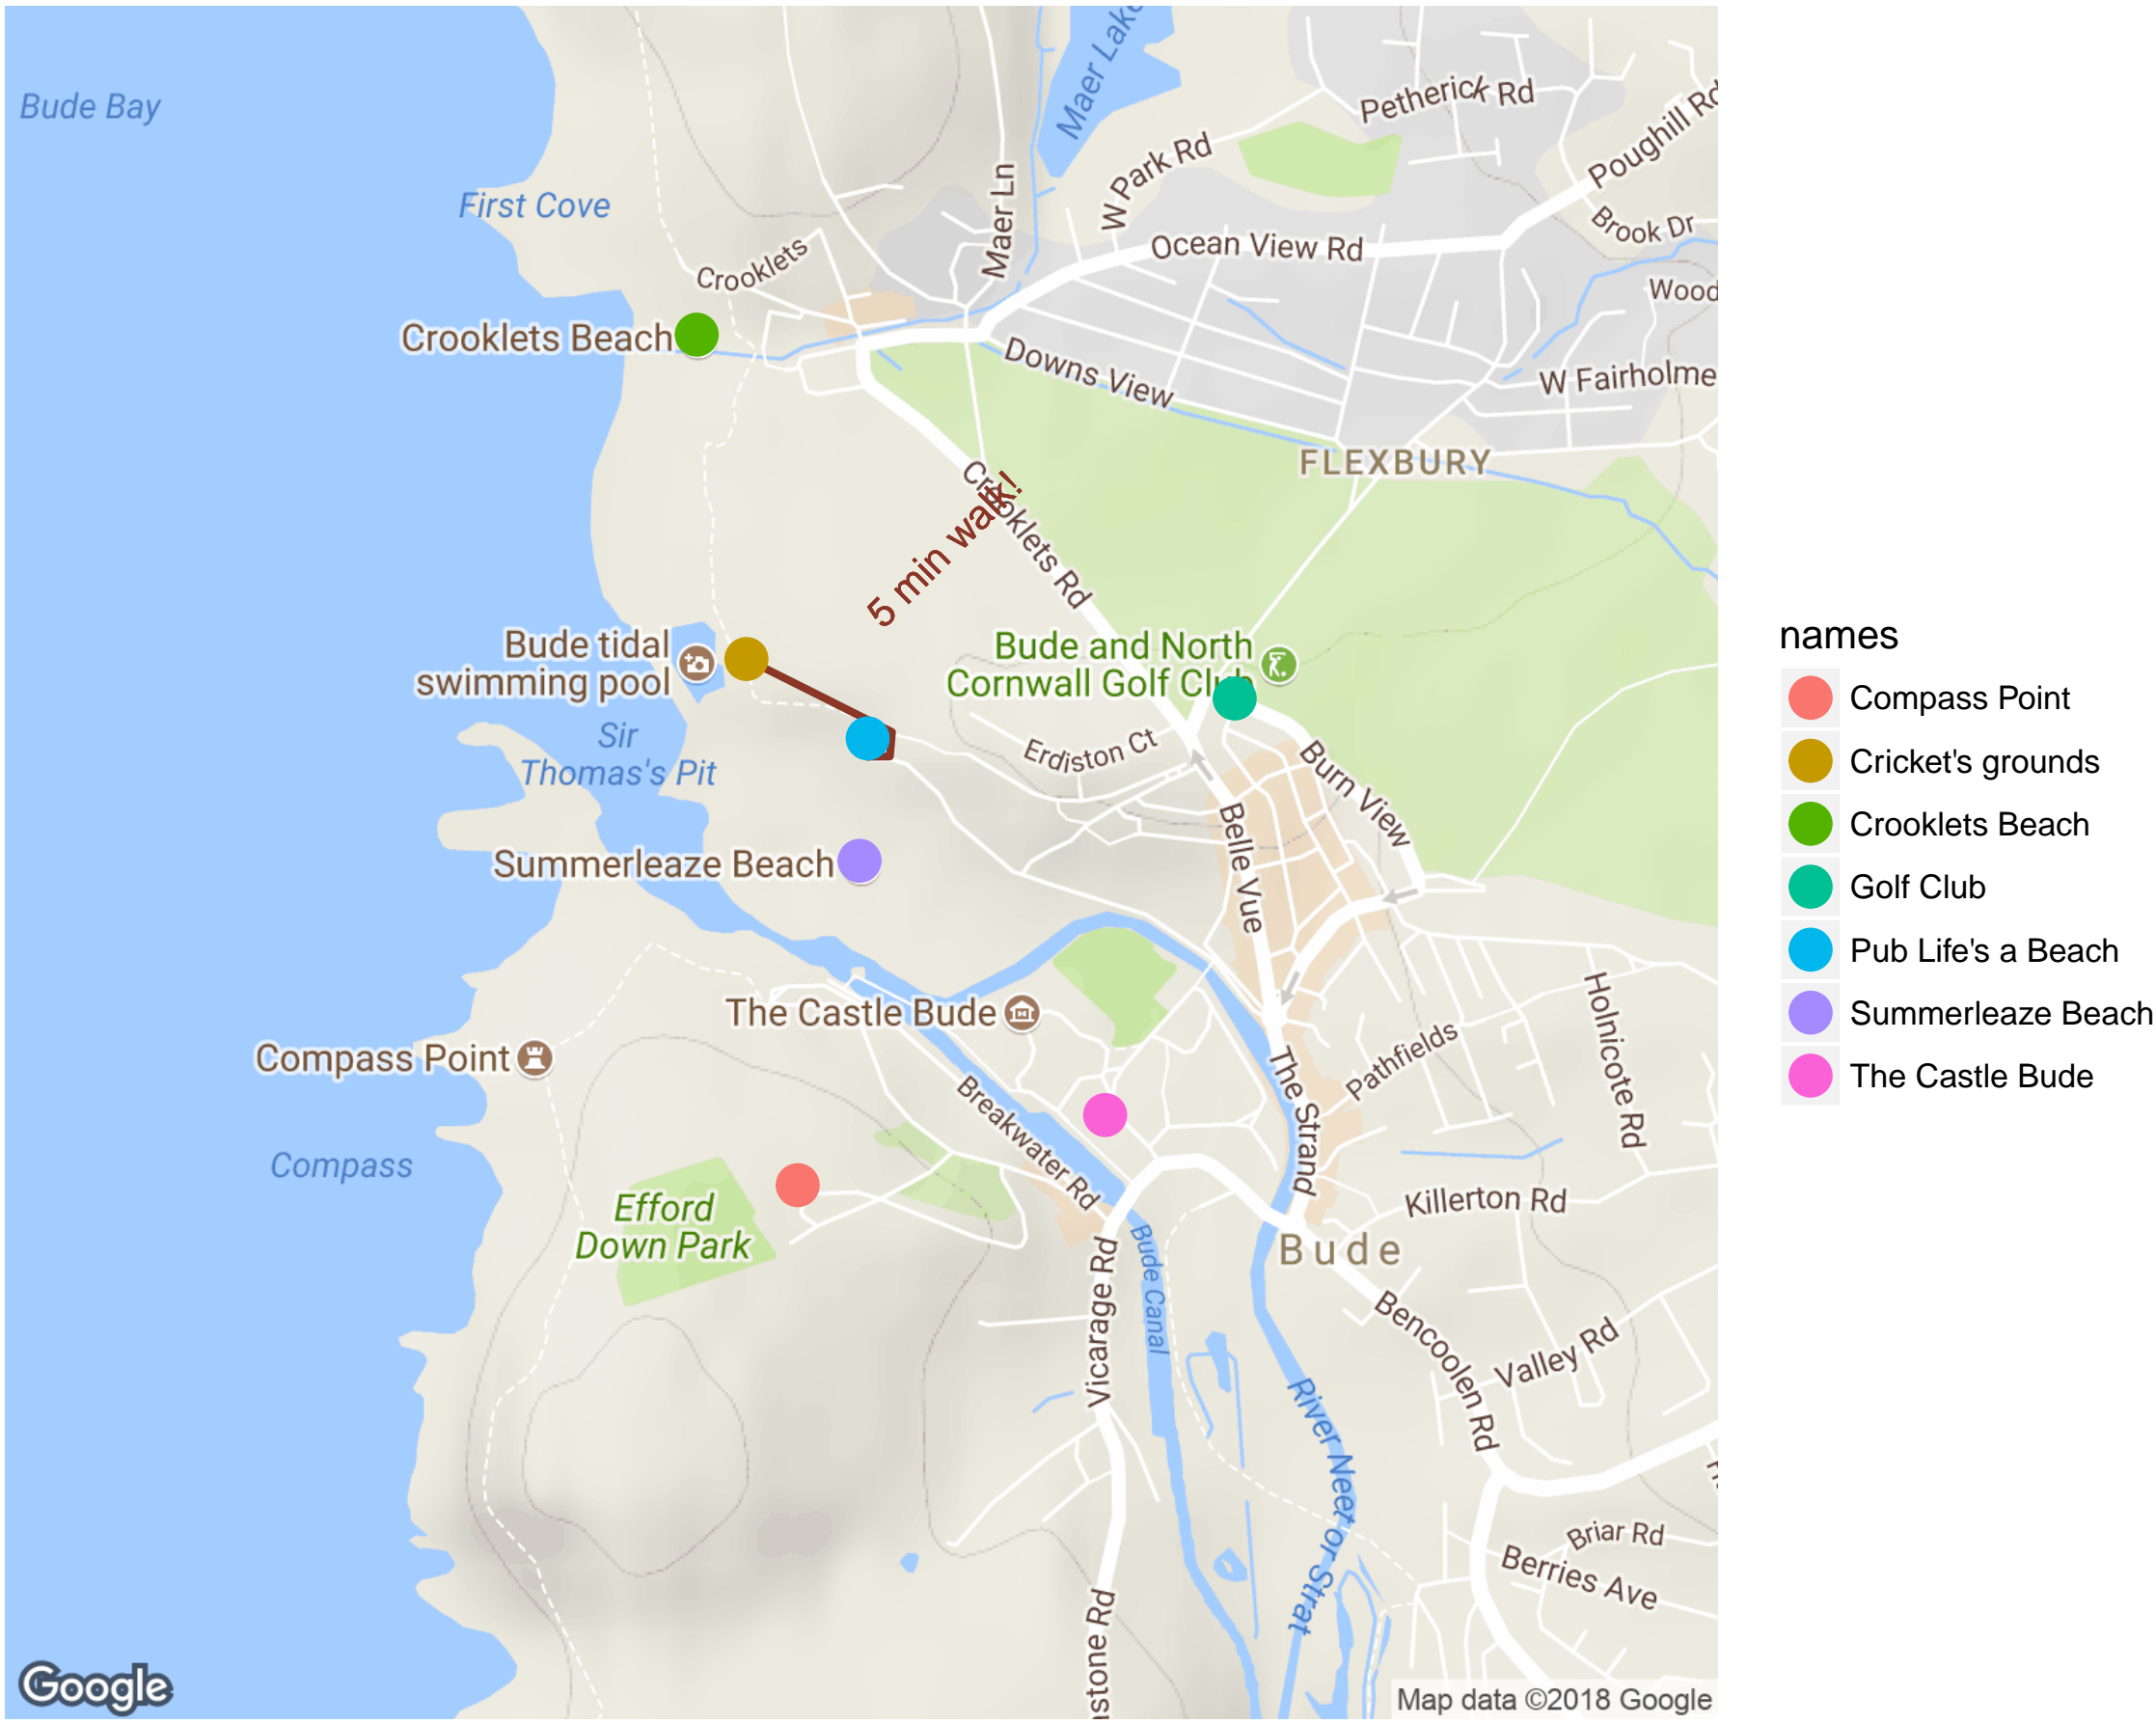 Bude Bay
Maer Lake
Petherick Rd
Poughill Rd
First Cove
W Park Rd
Maer Ln
Brook Dr
Ocean View Rd
Crooklets
Wood
Crooklets Beach
Downs View
W Fairholme
FLEXBURY
Crooklets Rd
5 min walk!
Bude tidal
swimming pool
Bude and North
Cornwall Golf Club
Sir
Thomas's Pit
Erdiston Ct
Burn View
Belle Vue
Summerleaze Beach
The Castle Bude
Holnicote Rd
Compass Point
Pathfields
The Strand
Breakwater Rd
Compass
Efford
Down Park
Killerton Rd
Bude
Vicarage Rd
Bude Canal
Bencoolen Rd
Valley Rd
River Neet or Strat
Briar Rd
Berries Ave
astone Rd
Google
Map data ©2018 Google
names
Compass Point
Cricket's grounds
Crooklets Beach
Golf Club
Pub Life's a Beach
Summerleaze Beach
The Castle Bude